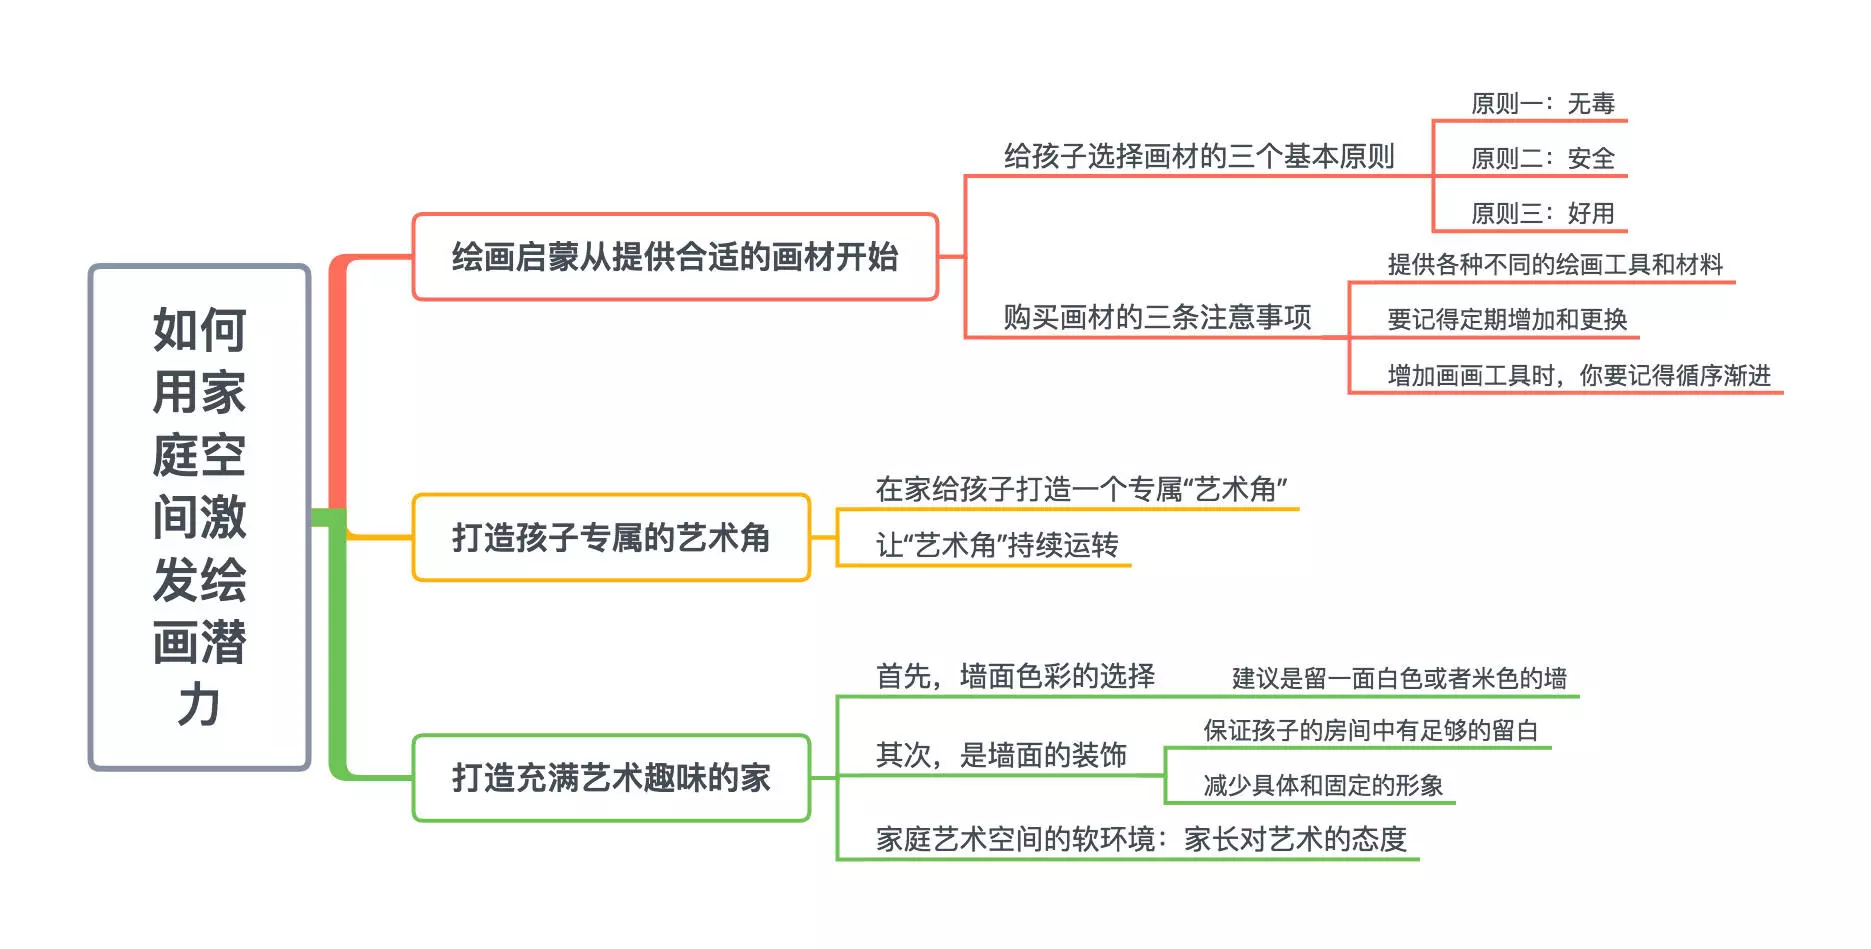 如何
用家
庭空
间激
发绘
画潜
力
绘画启蒙从提供合适的画材开始
给孩子选择画材的三个基本原则
原则一：无毒
原则二：安全
原则三：好用
购买画材的三条注意事项
提供各种不同的绘画工具和材料
要记得定期增加和更换
增加画画工具时，你要记得循序渐进
打造孩子专属的艺术角
在家给孩子打造一个专属“艺术角”
让“艺术角”持续运转
打造充满艺术趣味的家
首先，墙面色彩的选择
建议是留一面白色或者米色的墙
其次，是墙面的装饰
保证孩子的房间中有足够的留白
减少具体和固定的形象
家庭艺术空间的软环境：家长对艺术的态度